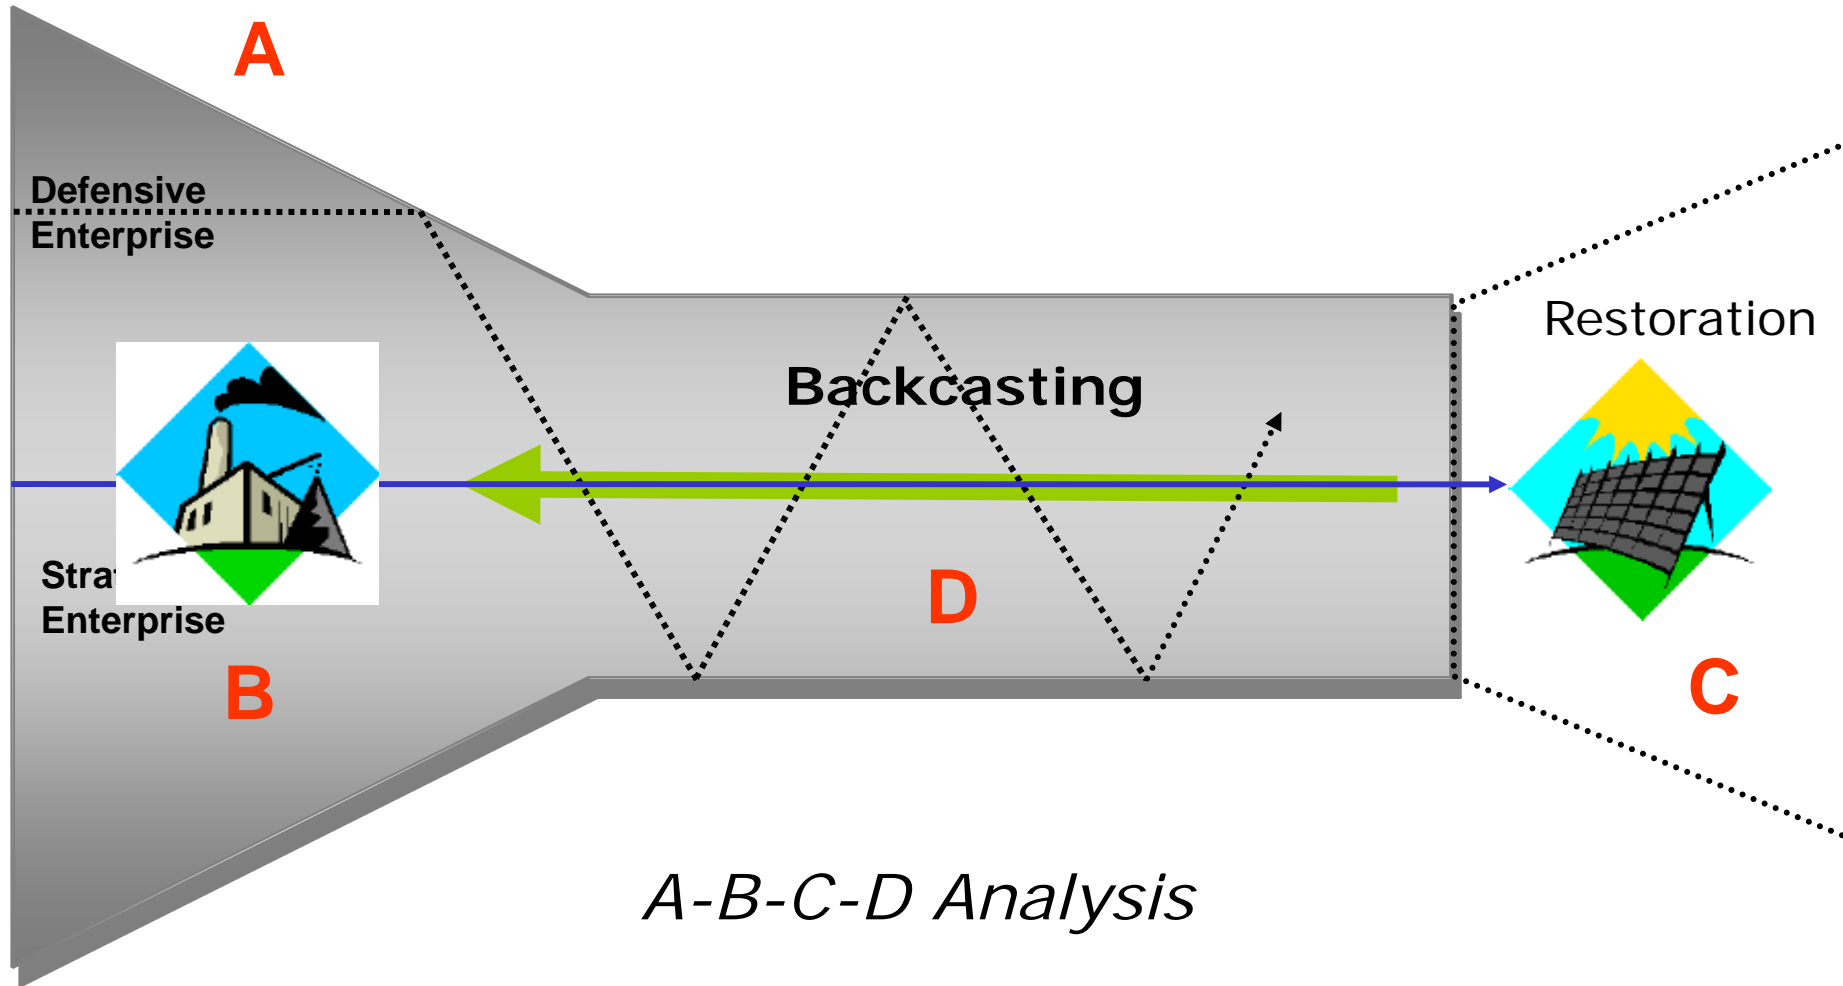 A
Defensive
Enterprise
Restoration
Backcasting
Enterprise
D
B
C
A-B-C-D Analysis